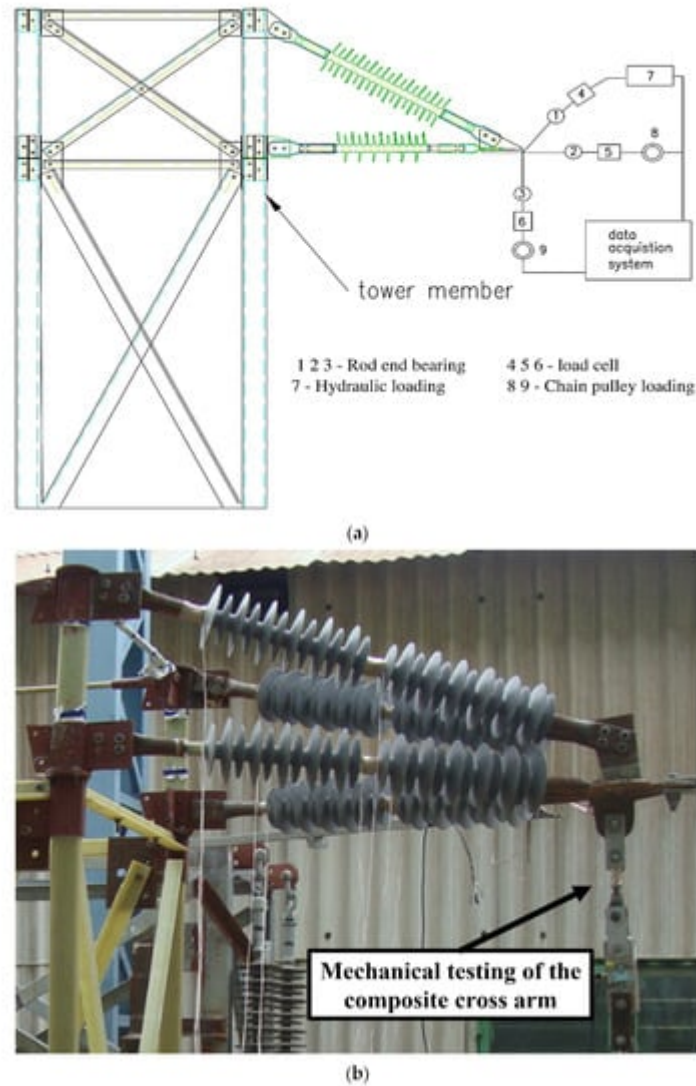 7
4
1
8
2
5
3
6
9
data
acquistion
system
tower member
1 2 3 - Rod end bearing 4 5 6 - load cell
7 - Hydraulic loading 8 9 - Chain pulley loading
(a)
Mechanical testing of the
composite cross arm
(b)